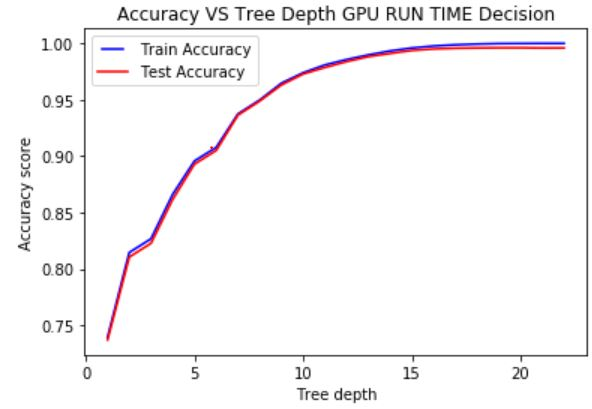 Accuracy VS Tree Depth GPU RUN TIME Decision
Train Accuracy
Test Accuracy
Accuracy score
1.00
0.95
0.90
0.85
0.80
0.75
0 5 10 15 20
Tree depth